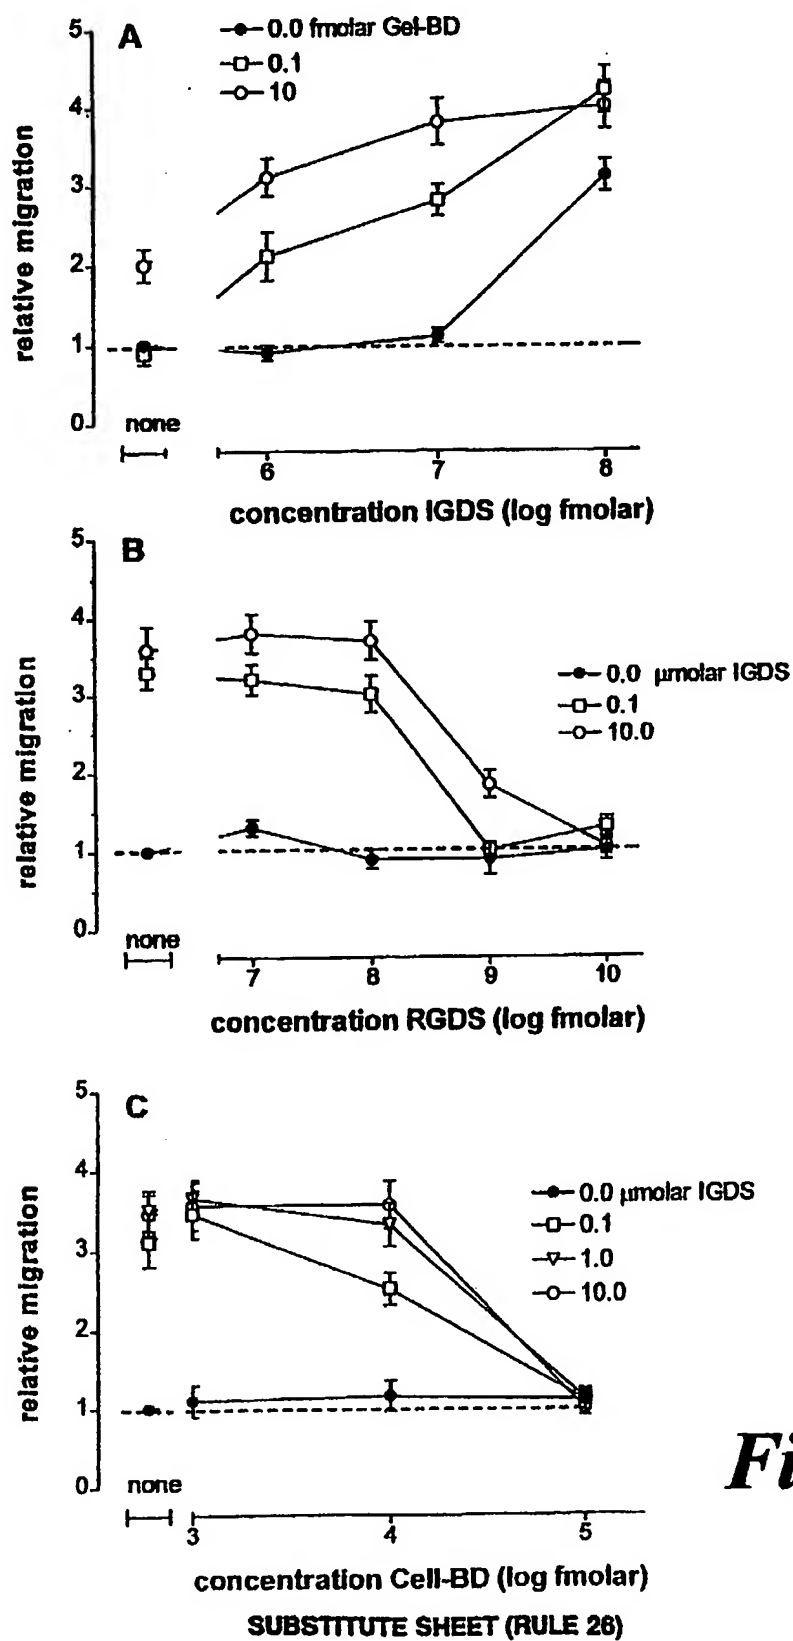 A
0.0 fmolar Gel-BD
0.1
10
5
4
3
2
1
0
relative migration
none
6 7 8
concentration IGDS (log fmolar)
B
5
4
3
2
1
0
relative migration
0.0 µmolar IGDS
0.1
10.0
none
7 8 9 10
concentration RGDS (log fmolar)
C
5
4
3
2
1
0
relative migration
0.0 µmolar IGDS
0.1
1.0
10.0
none
3 4 5
concentration Cell-BD (log fmolar)
Fi
SUBSTITUTE SHEET (RULE 26)